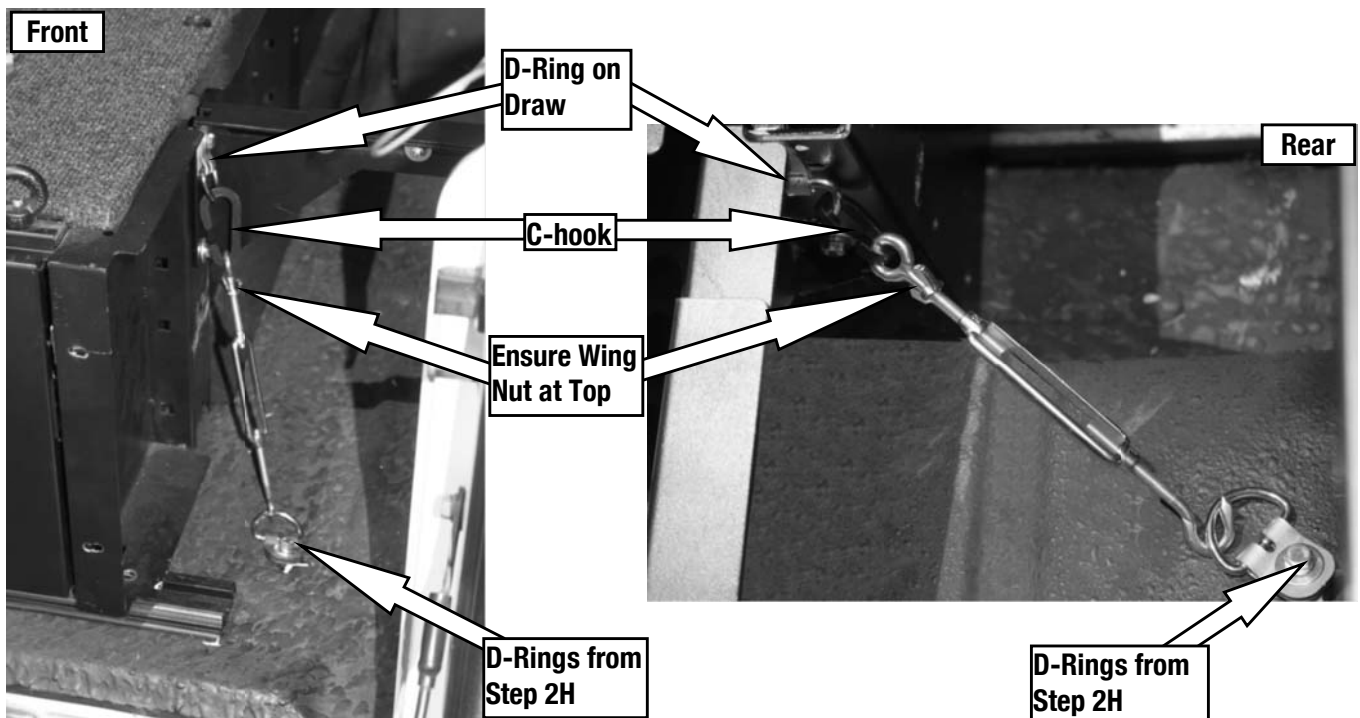 Front
D-Ring on
Draw
Rear
C-hook
Ensure Wing
Nut at Top
D-Rings from
Step 2H
D-Rings from
Step 2H